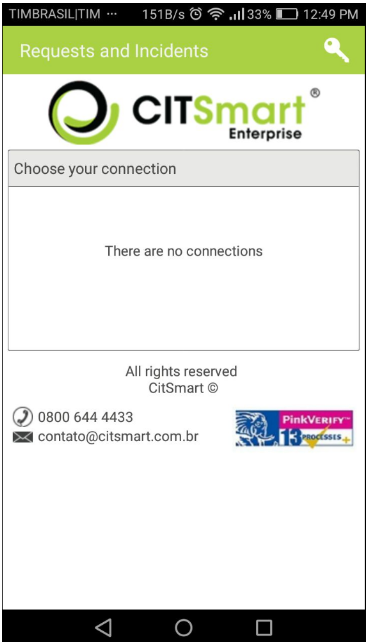 TIMBRASIL|TIM ··· 151B/s 33% 12:49 PM
Requests and Incidents
CITSmart®
Enterprise
Choose your connection
There are no connections
All rights reserved
CitSmart ©
0800 644 4433
contato@citsmart.com.br
PINKVERIFY™
13 PROCESSES+